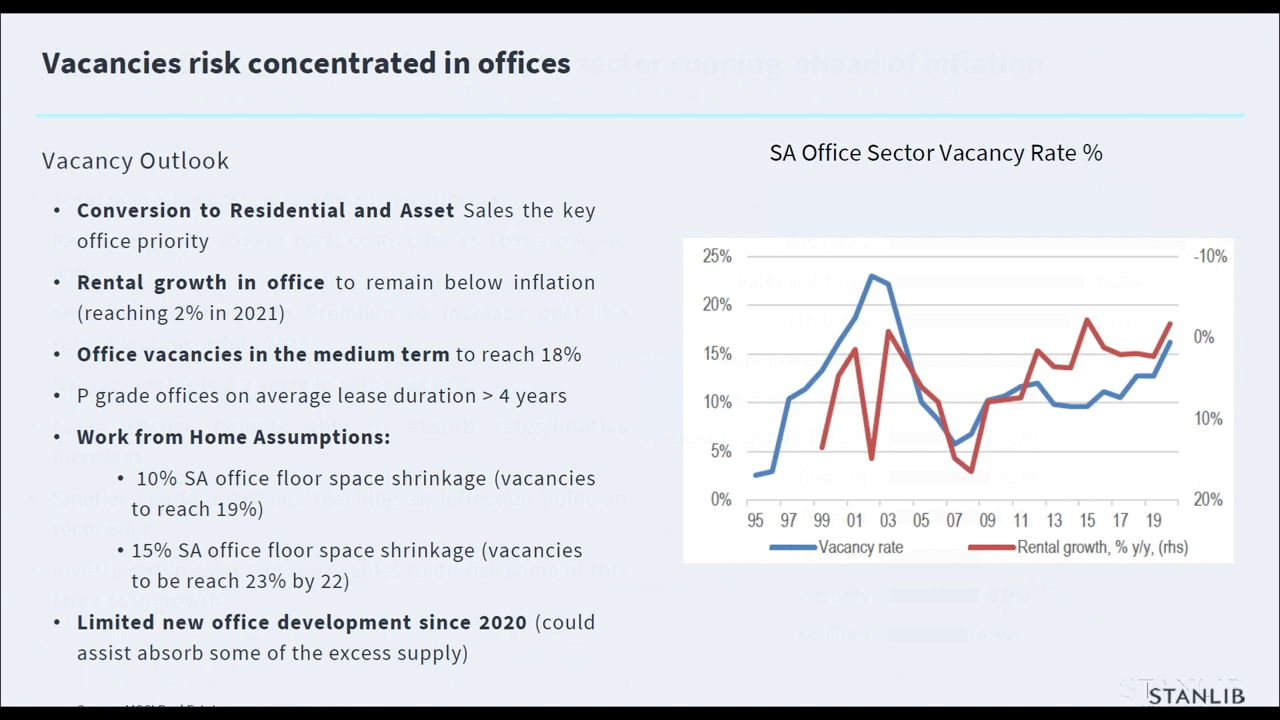 Vacancies risk concentrated in offices
sector running ahead of inflation
Vacancy Outlook
• Conversion to Residential and Asset Sales the key
office priority
• Rental growth in office to remain below inflation
(reaching 2% in 2021)
• Office vacancies in the medium term to reach 18%
• P grade offices on average lease duration > 4 years
• Work from Home Assumptions:
• 10% SA office floor space shrinkage (vacancies
to reach 19%)
• 15% SA office floor space shrinkage (vacancies
to be reach 23% by 22)
• Limited new office development since 2020 (could
assist absorb some of the excess supply)
SA Office Sector Vacancy Rate %
25% -10%
20%
15% 0%
10% 10%
5%
0% 20%
95 97 99 01 03 05 07 09 11 13 15 17 19
Vacancy rate Rental growth, % y/y, (rhs)
STANLIB